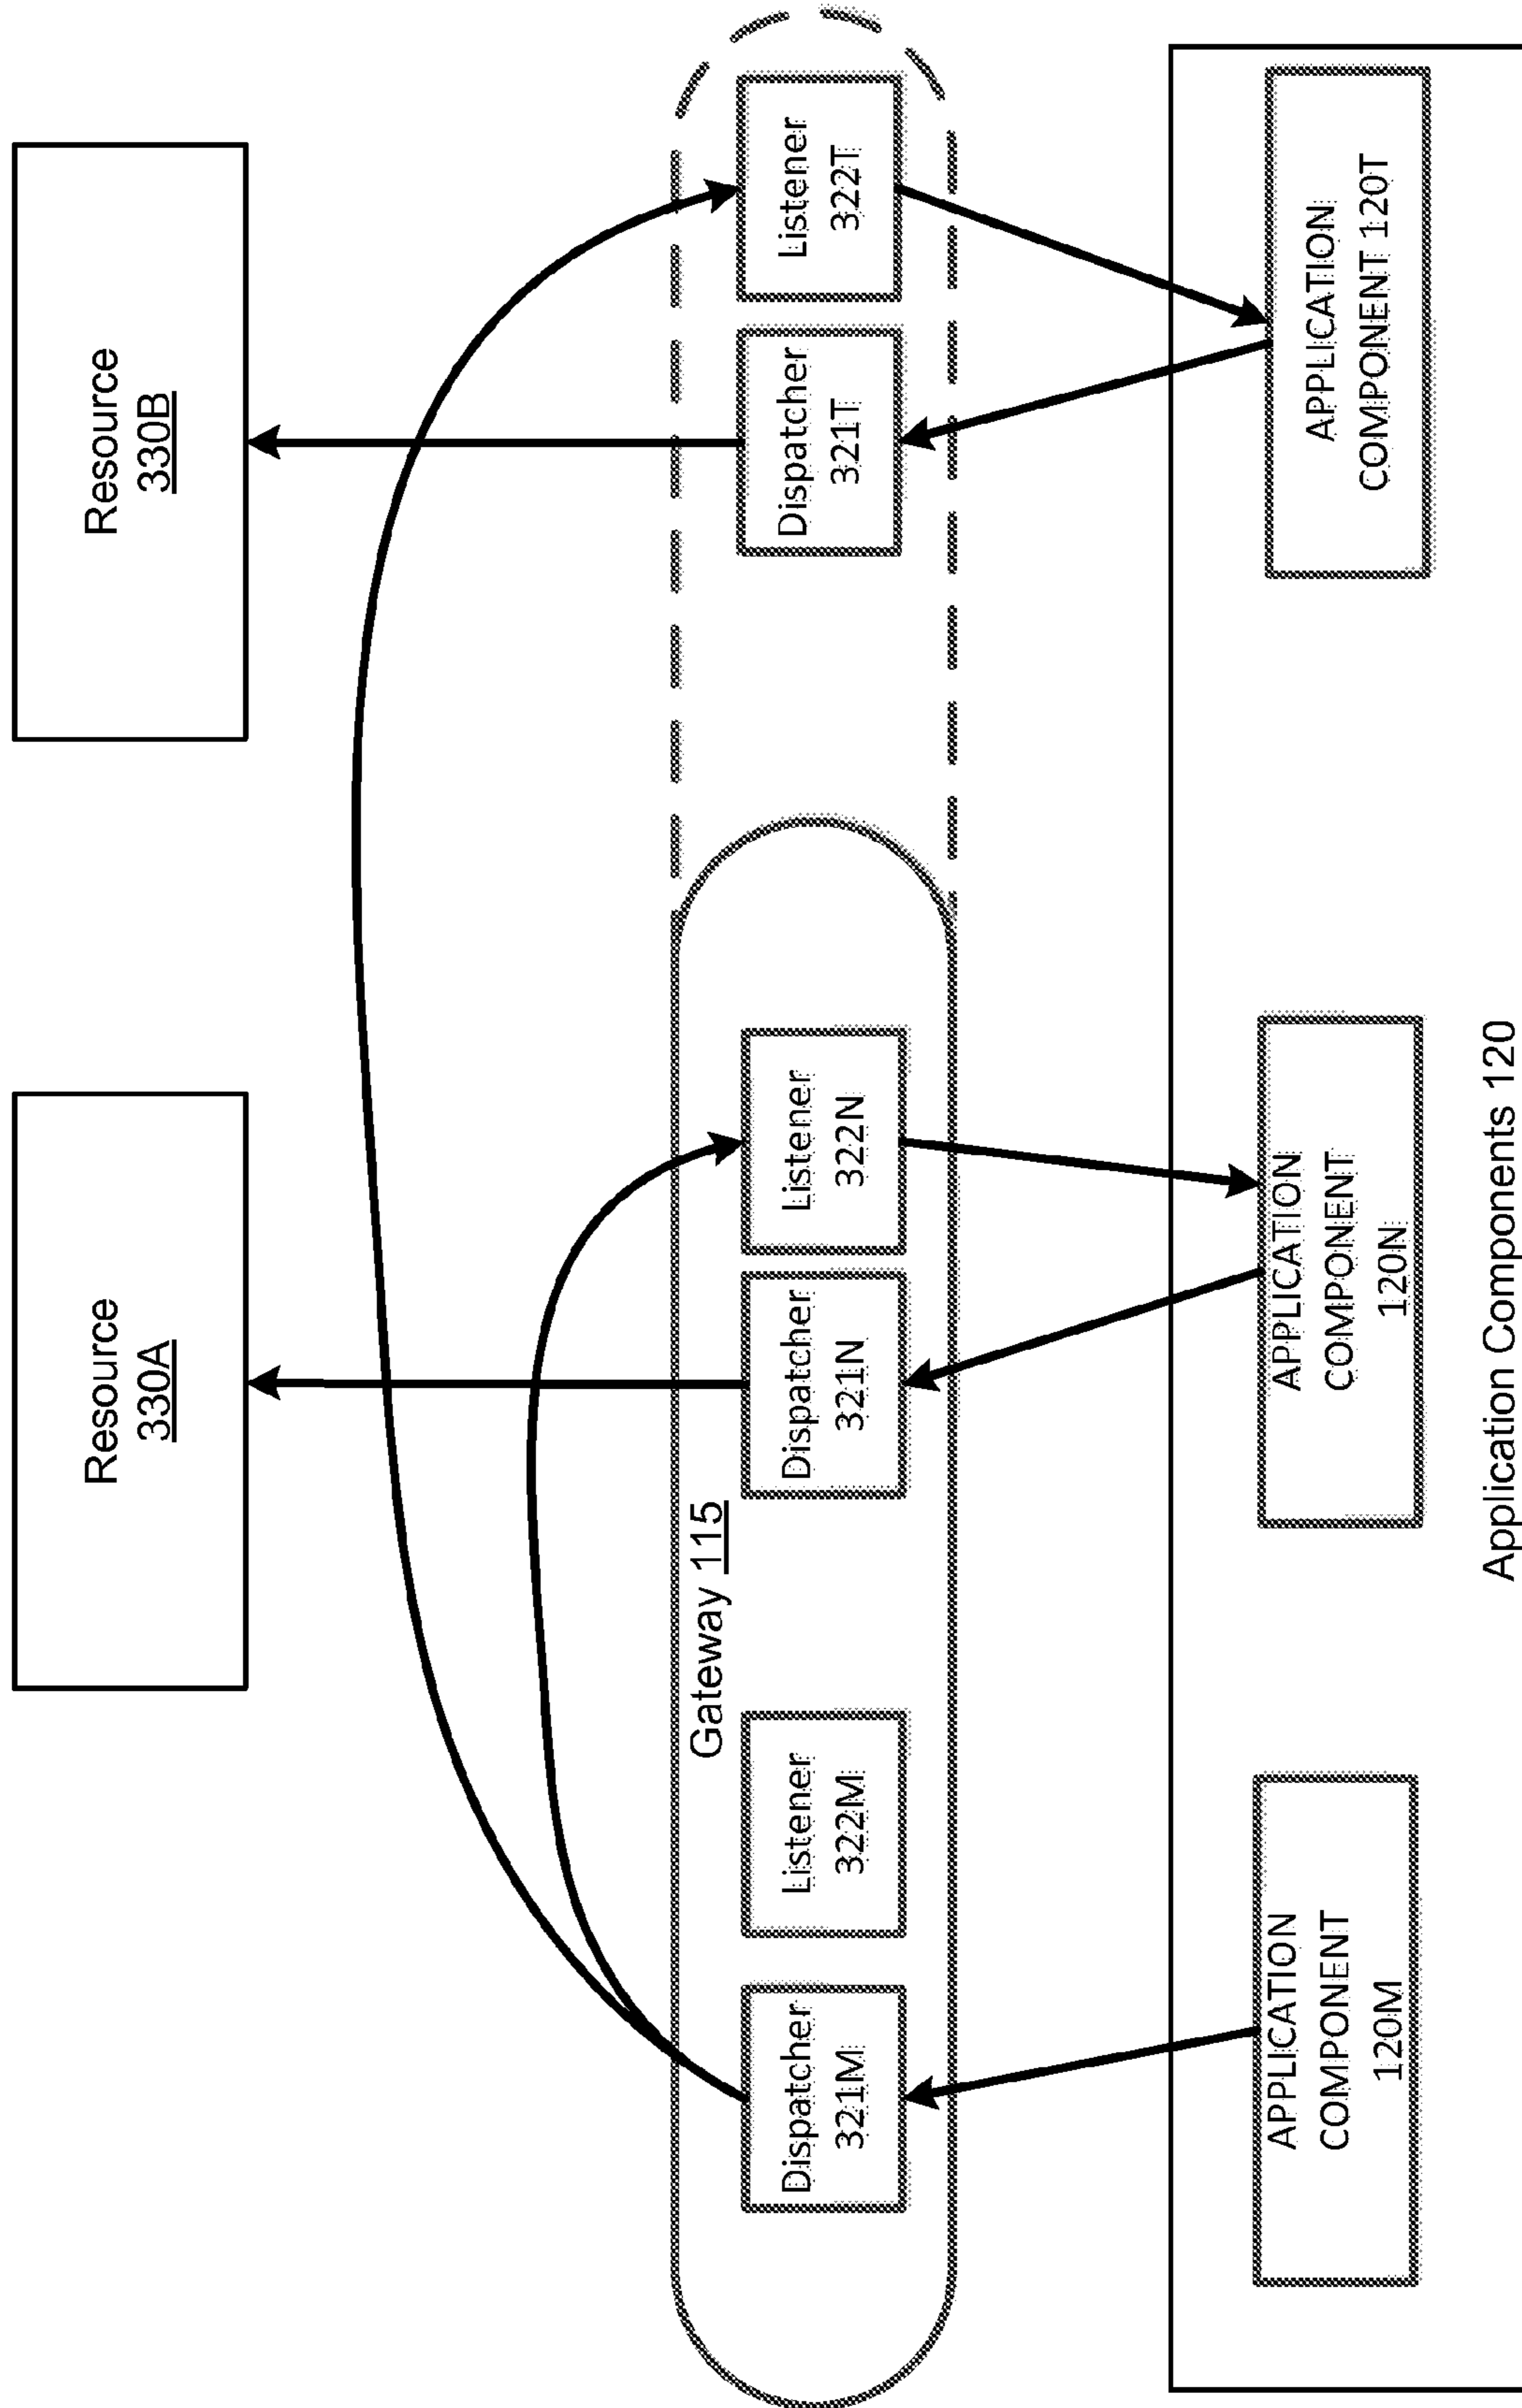 Resource
330A
Resource
330B
Gateway 115
Dispatcher
321M
Listener
322M
Dispatcher
321N
Listener
322N
Dispatcher
321T
Listener
322T
APPLICATION
COMPONENT
120M
APPLICATION
COMPONENT
120N
APPLICATION
COMPONENT 120T
Application Components 120